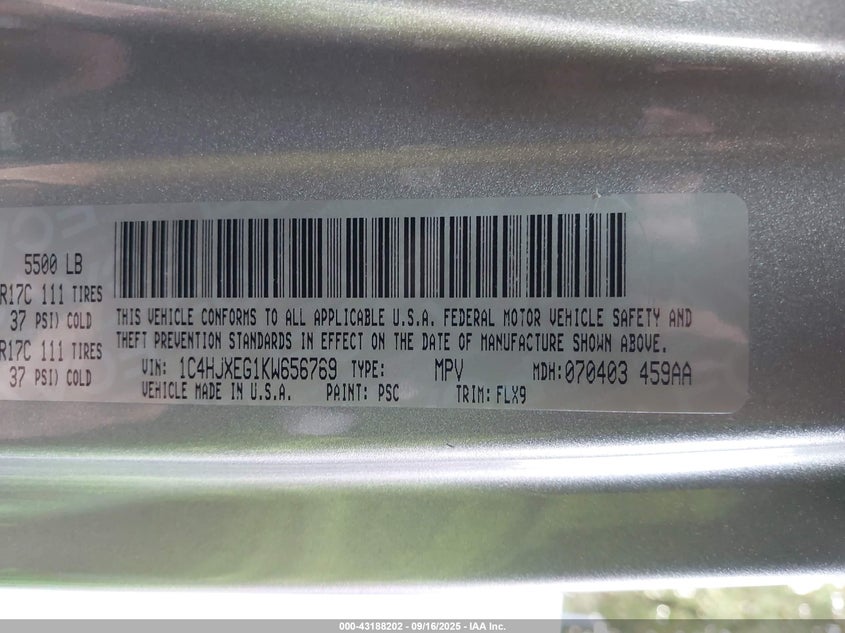 5500 LB
R17C 111 TIRES
37 PSI) COLD
R17C 111 TIRES
37 PSI) COLD
THIS VEHICLE CONFORMS TO ALL APPLICABLE U.S.A. FEDERAL MOTOR VEHICLE SAFETY AND
THEFT PREVENTION STANDARDS IN EFFECT ON THE DATE OF MANUFACTURE SHOWN ABOVE.
VIN: 1C4HJXEG1KW656769 TYPE: MPV MDH:070403 459AA
VEHICLE MADE IN U.S.A. PAINT: PSC TRIM: FLX9
000-43188202 - 09/16/2025 - IAA Inc.